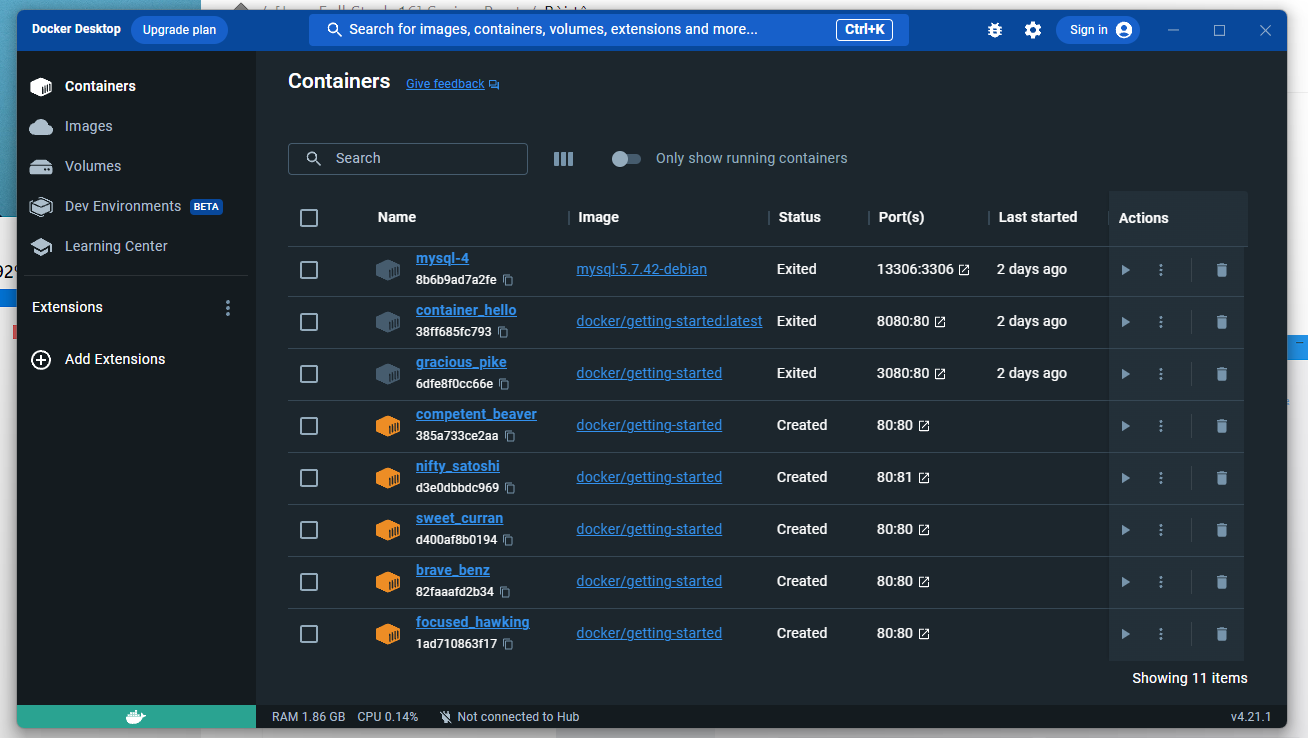 Docker Desktop
Upgrade plan
Search for images, containers, volumes, extensions and more...
Ctrl+K
Sign in
Containers
Images
Volumes
Dev Environments BETA
Learning Center
Extensions
Add Extensions
Containers
Give feedback
Search
Only show running containers
Name Image Status Port(s) Last started Actions
mysql-4
8b6b9ad7a2fe
mysql:5.7.42-debian Exited 13306:3306 2 days ago
container_hello
38ff685fc793
docker/getting-started:latest Exited 8080:80 2 days ago
gracious_pike
6dfe8f0cc66e
docker/getting-started Exited 3080:80 2 days ago
competent_beaver
385a733ce2aa
docker/getting-started Created 80:80
nifty_satoshi
d3e0dbbdc969
docker/getting-started Created 80:81
sweet_curran
d400af8b0194
docker/getting-started Created 80:80
brave_benz
82faaafd2b34
docker/getting-started Created 80:80
focused_hawking
1ad710863f17
docker/getting-started Created 80:80
Showing 11 items
RAM 1.86 GB CPU 0.14% Not connected to Hub
v4.21.1